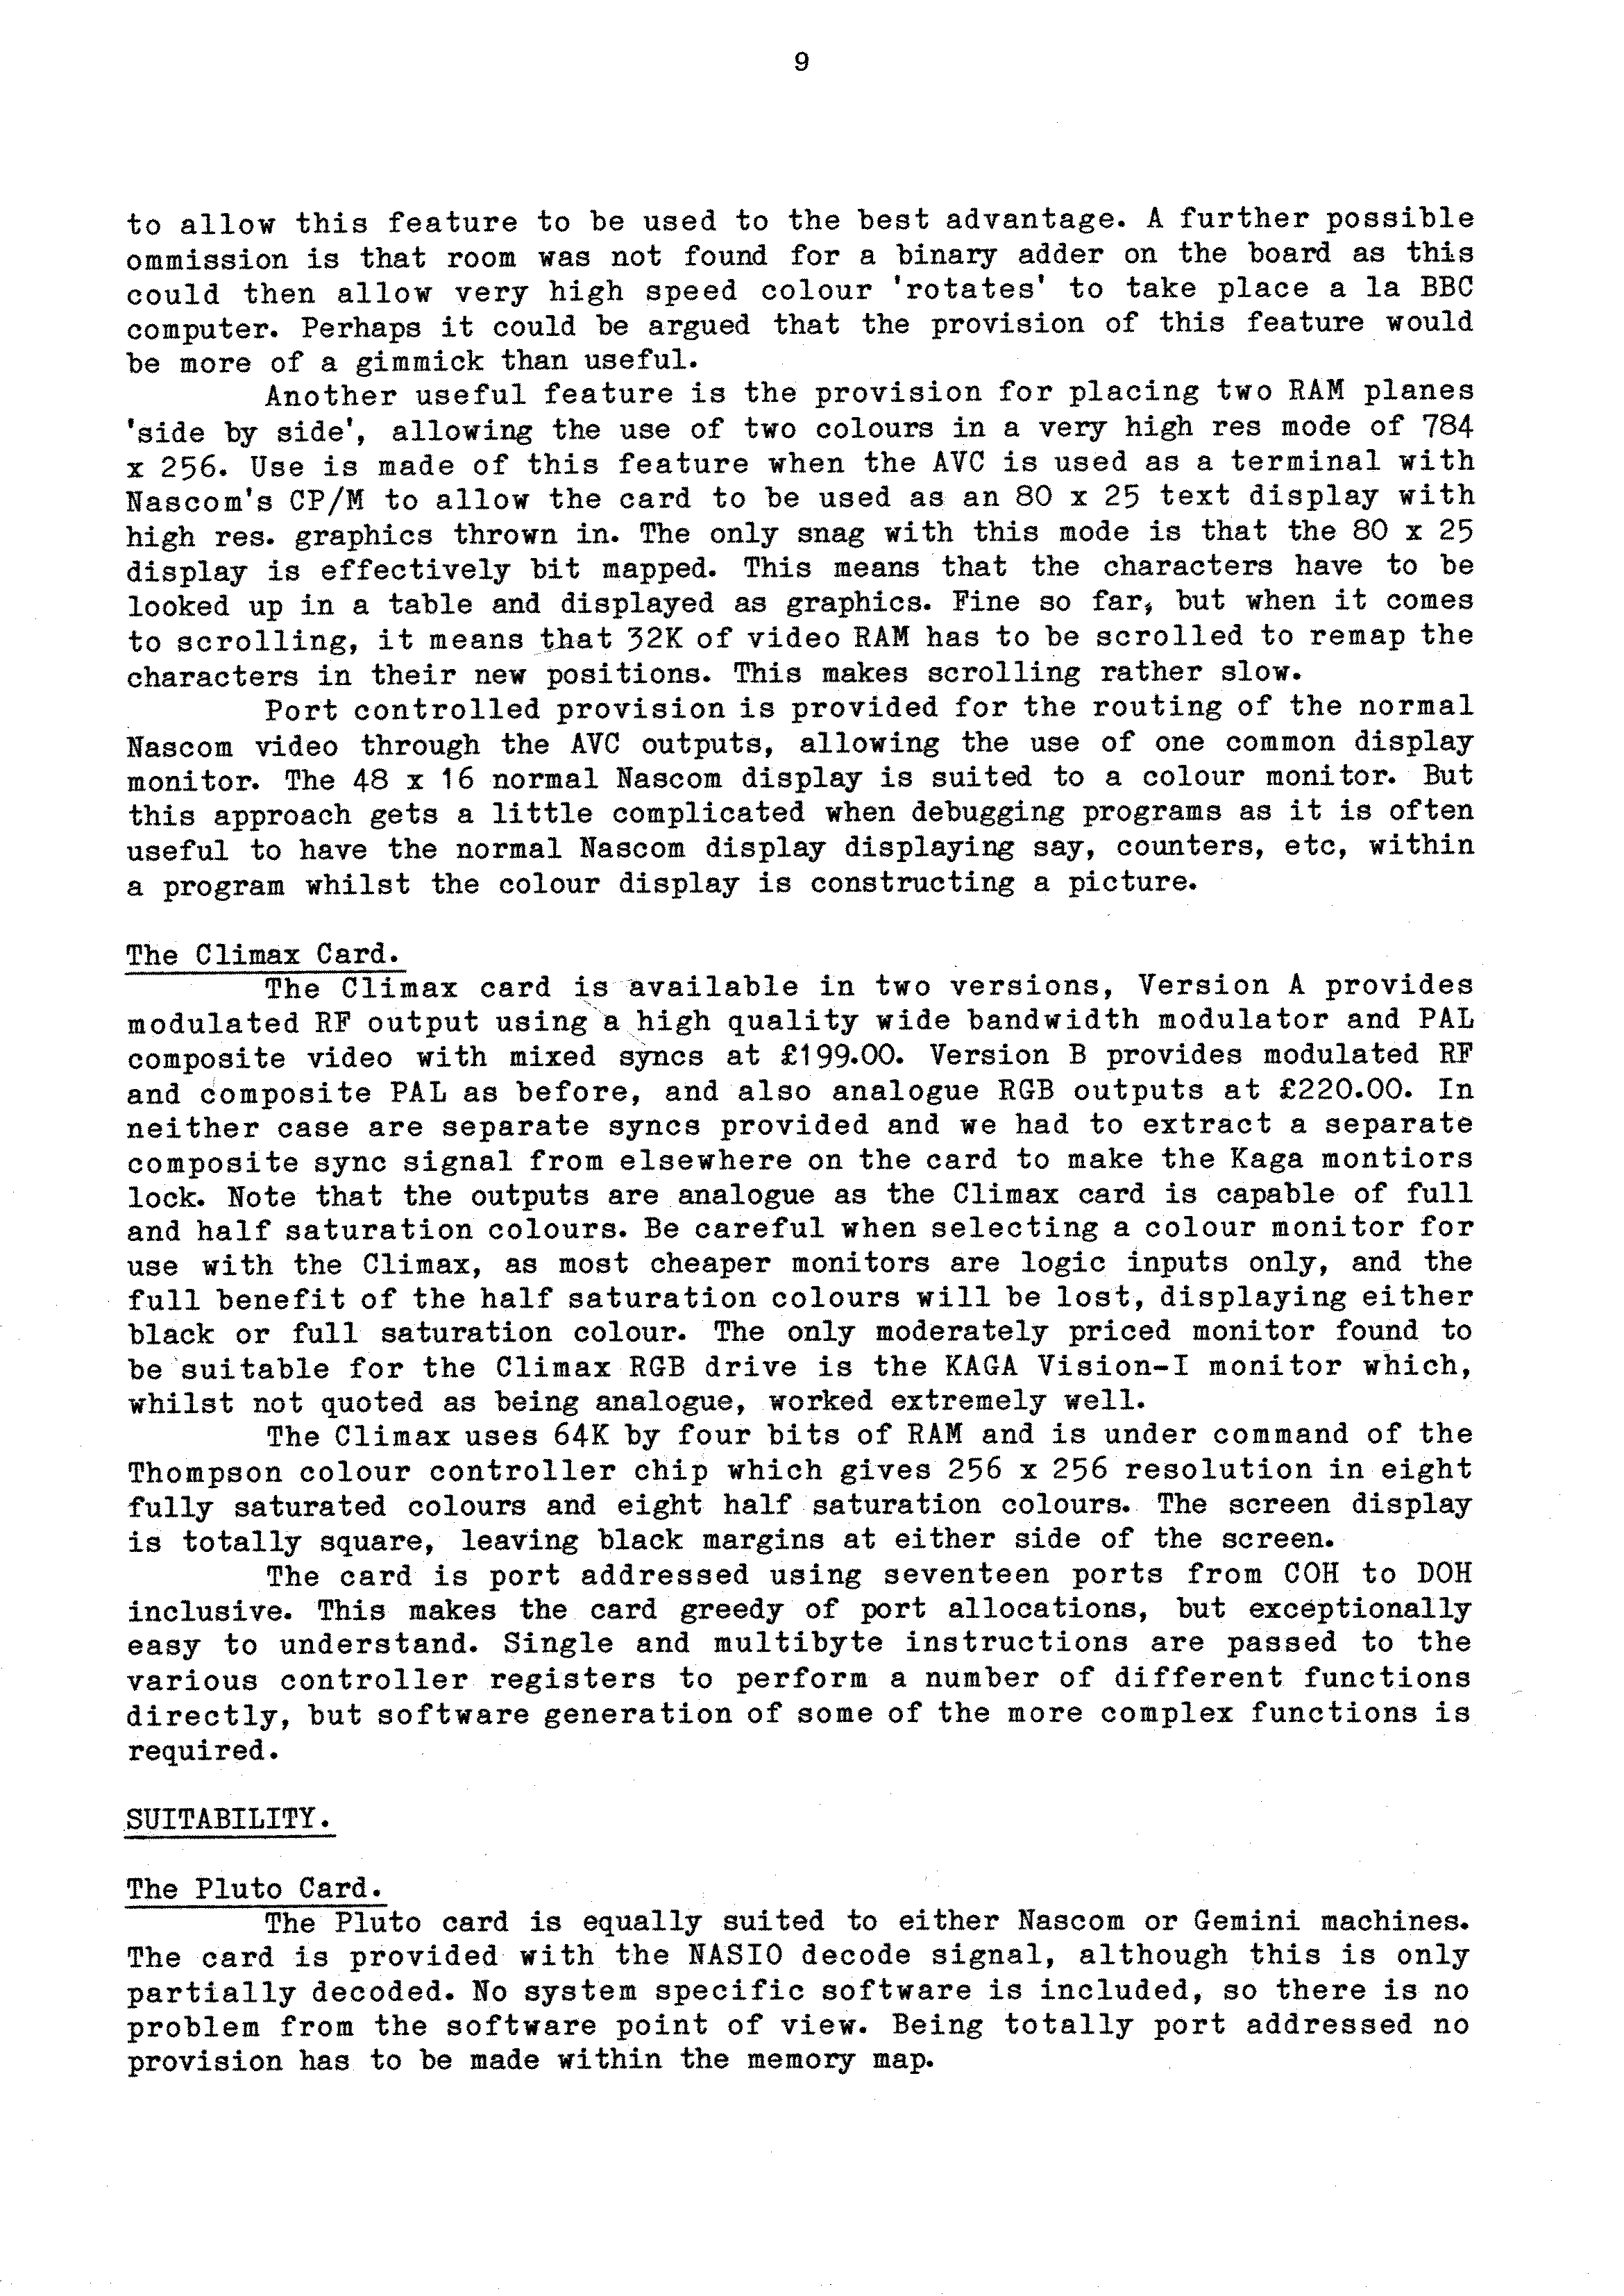 9
to allow this feature to be used to the best advantage. A further possible
ommission is that room was not found for a binary adder on the board as this
could then allow very high speed colour 'rotates' to take place a la BBC
computer. Perhaps it could be argued that the provision of this feature would
be more of a gimmick than useful.
Another useful feature is the provision for placing two RAM planes
'side by side', allowing the use of two colours in a very high res mode of 784
x 256. Use is made of this feature when the AVC is used as a terminal with
Nascom's CP/M to allow the card to be used as an 80 x 25 text display with
high res. graphics thrown in. The only snag with this mode is that the 80 x 25
display is effectively bit mapped. This means that the characters have to be
looked up in a table and displayed as graphics. Fine so far, but when it comes
to scrolling, it means that 32K of video RAM has to be scrolled to remap the
characters in their new positions. This makes scrolling rather slow.
Port controlled provision is provided for the routing of the normal
Nascom video through the AVC outputs, allowing the use of one common display
monitor. The 48 x 16 normal Nascom display is suited to a colour monitor. But
this approach gets a little complicated when debugging programs as it is often
useful to have the normal Nascom display displaying say, counters, etc, within
a program whilst the colour display is constructing a picture.
The Climax Card.
The Climax card is available in two versions, Version A provides
modulated RF output using a high quality wide bandwidth modulator and PAL
composite video with mixed syncs at £199.00. Version B provides modulated RF
and composite PAL as before, and also analogue RGB outputs at £220.00. In
neither case are separate syncs provided and we had to extract a separate
composite sync signal from elsewhere on the card to make the Kaga montiors
lock. Note that the outputs are analogue as the Climax card is capable of full
and half saturation colours. Be careful when selecting a colour monitor for
use with the Climax, as most cheaper monitors are logic inputs only, and the
full benefit of the half saturation colours will be lost, displaying either
black or full saturation colour. The only moderately priced monitor found to
be suitable for the Climax RGB drive is the KAGA Vision-I monitor which,
whilst not quoted as being analogue, worked extremely well.
The Climax uses 64K by four bits of RAM and is under command of the
Thompson colour controller chip which gives 256 x 256 resolution in eight
fully saturated colours and eight half saturation colours. The screen display
is totally square, leaving black margins at either side of the screen.
The card is port addressed using seventeen ports from COH to DOH
inclusive. This makes the card greedy of port allocations, but exceptionally
easy to understand. Single and multibyte instructions are passed to the
various controller registers to perform a number of different functions
directly, but software generation of some of the more complex functions is
required.
SUITABILITY.
The Pluto Card.
The Pluto card is equally suited to either Nascom or Gemini machines.
The card is provided with the NASIO decode signal, although this is only
partially decoded. No system specific software is included, so there is no
problem from the software point of view. Being totally port addressed no
provision has to be made within the memory map.